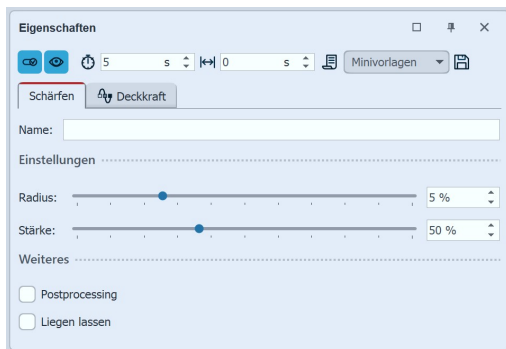 Eigenschaften
5 s 0 s Minivorlagen
Schärfen Deckkraft
Name:
Einstellungen
Radius: 5 %
Stärke: 50 %
Weiteres
Postprocessing
Liegen lassen